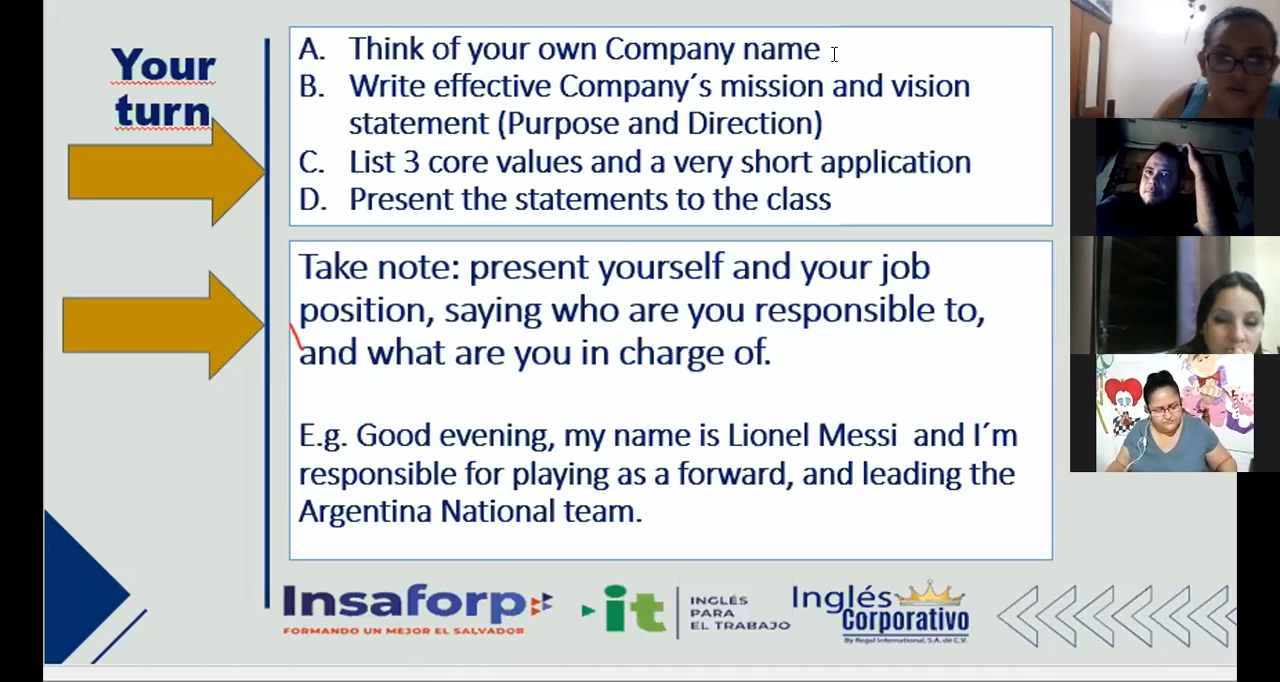 Your
turn
A. Think of your own Company name
B. Write effective Company´s mission and vision
statement (Purpose and Direction)
C. List 3 core values and a very short application
D. Present the statements to the class
Take note: present yourself and your job
position, saying who are you responsible to,
and what are you in charge of.
E.g. Good evening, my name is Lionel Messi and I´m
responsible for playing as a forward, and leading the
Argentina National team.
Insaforp
FORMANDO UN MEJOR EL SALVADOR
it
INGLÉS
PARA
EL TRABAJO
Inglés
Corporativo
By Regal International, S.A. de C.V.